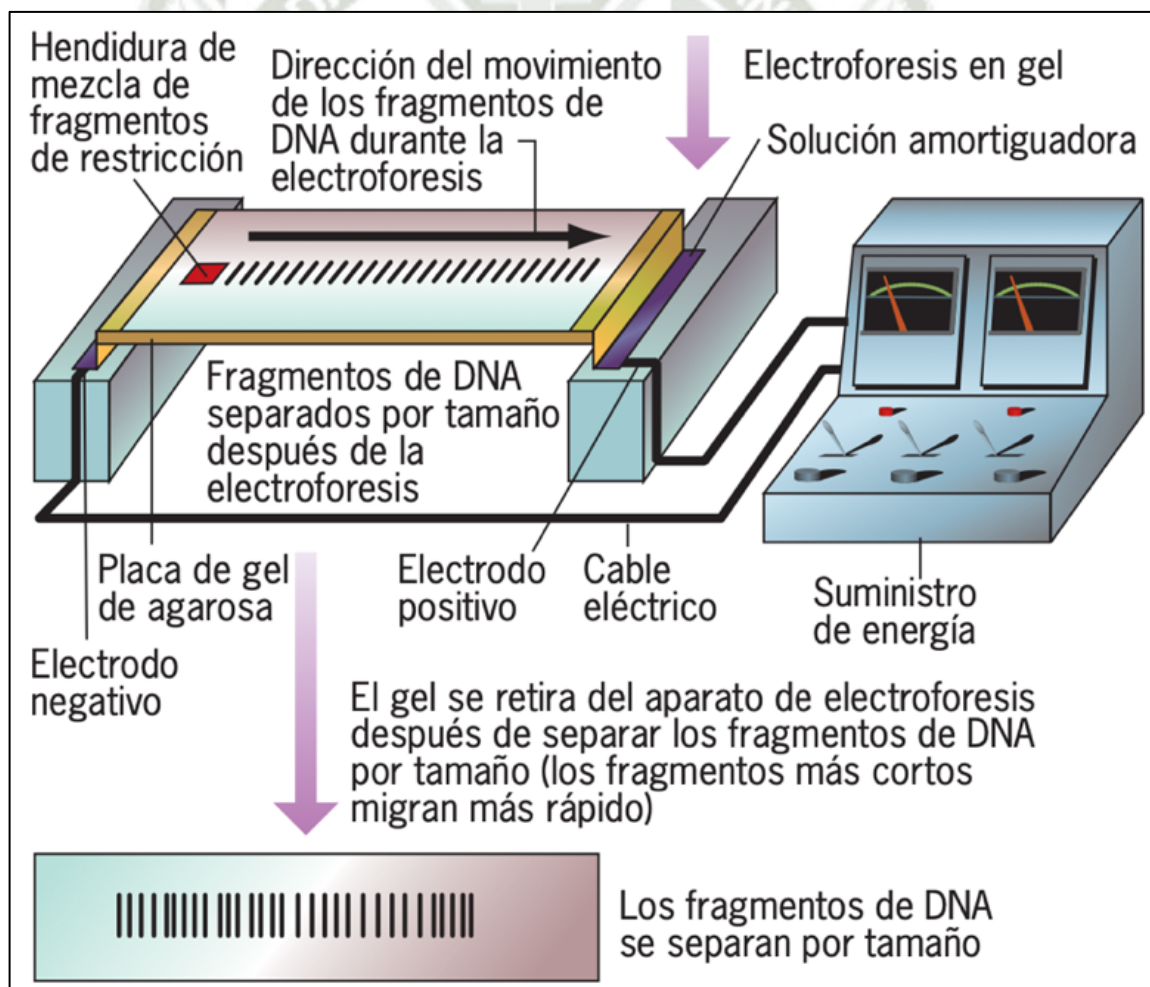 Hendidura de
mezcla de
fragmentos
de restricción
Dirección del movimiento
de los fragmentos de
DNA durante la
electroforesis
Electroforesis en gel
Solución amortiguadora
Fragmentos de DNA
separados por tamaño
después de la
electroforesis
Placa de gel
de agarosa
Electrodo
positivo
Cable
eléctrico
Suministro
de energía
Electrodo
negativo
El gel se retira del aparato de electroforesis
después de separar los fragmentos de DNA
por tamaño (los fragmentos más cortos
migran más rápido)
Los fragmentos de DNA
se separan por tamaño